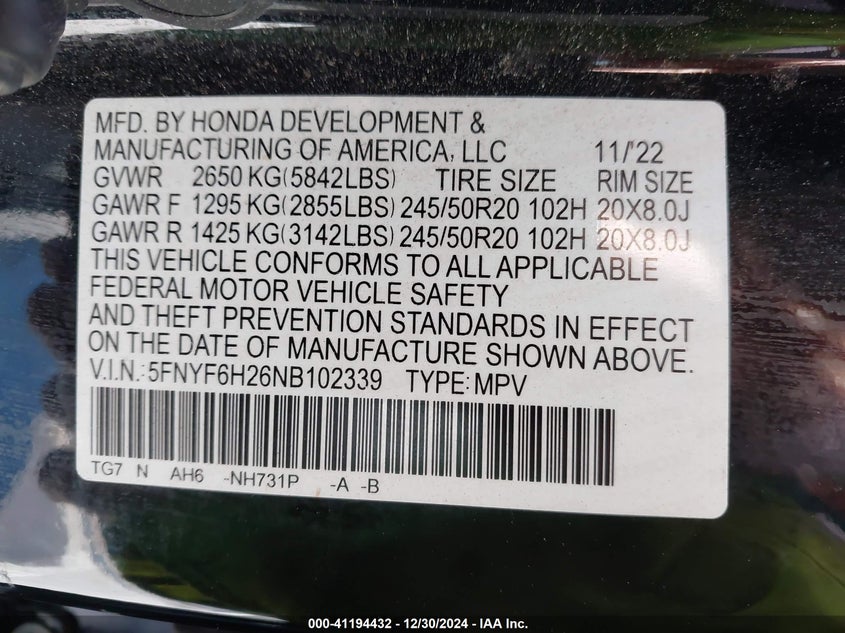 MFD. BY HONDA DEVELOPMENT &
MANUFACTURING OF AMERICA, LLC 11/'22
GVWR 2650 KG(5842LBS) TIRE SIZE RIM SIZE
GAWR F 1295 KG(2855LBS) 245/50R20 102H 20X8.0J
GAWR R 1425 KG(3142LBS) 245/50R20 102H 20X8.0J
THIS VEHICLE CONFORMS TO ALL APPLICABLE
FEDERAL MOTOR VEHICLE SAFETY
AND THEFT PREVENTION STANDARDS IN EFFECT
ON THE DATE OF MANUFACTURE SHOWN ABOVE.
V.I.N.:5FNYF6H26NB102339 TYPE:MPV
TG7 N AH6 -NH731P -A -B
000-41194432 - 12/30/2024 - IAA Inc.